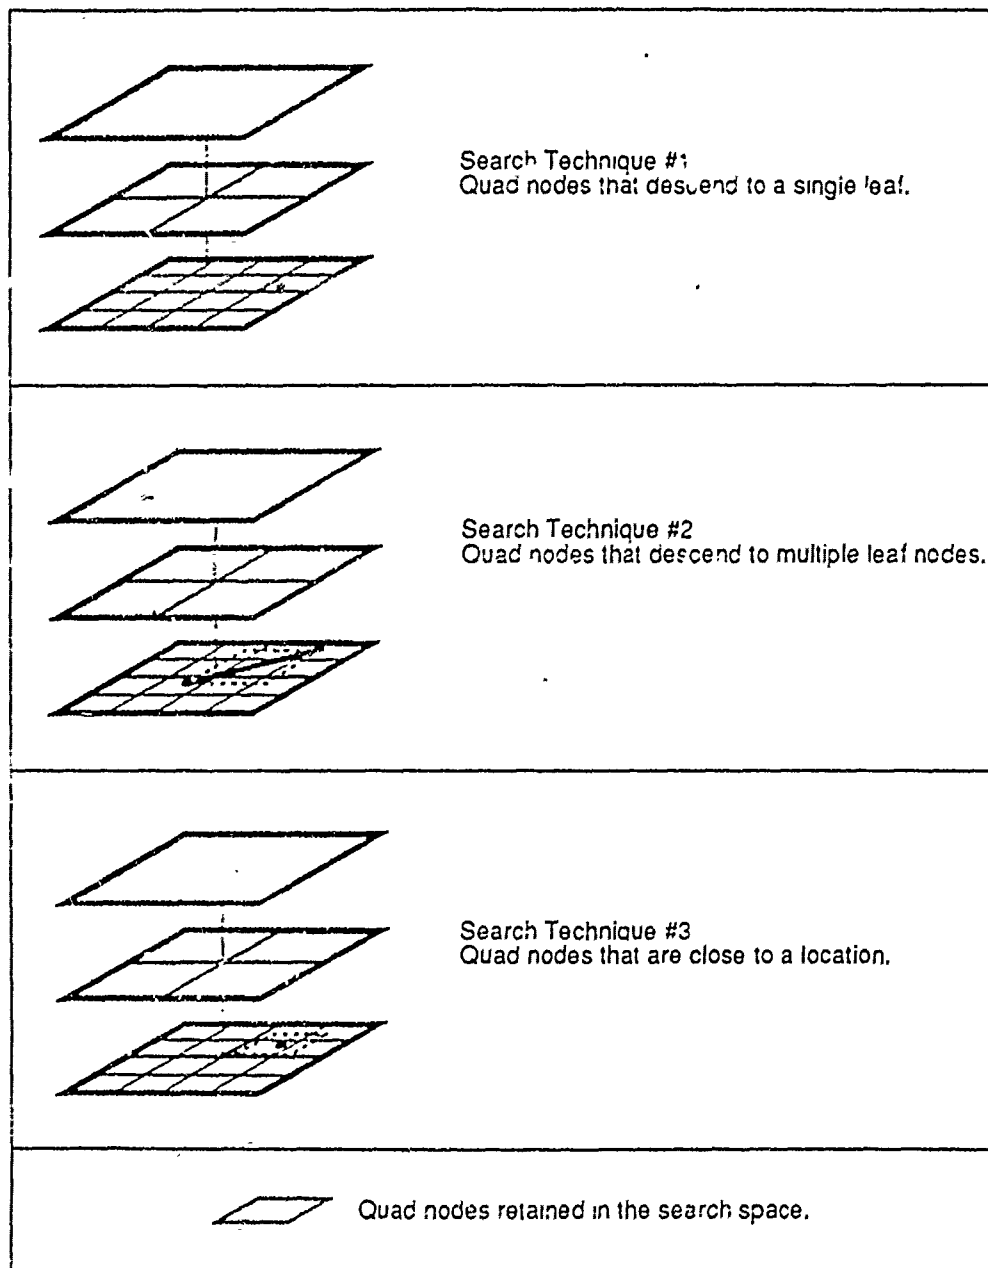 Search Technique #1
Quad nodes that descend to a single leaf.
Search Technique #2
Quad nodes that descend to multiple leaf nodes.
Search Technique #3
Quad nodes that are close to a location.
Quad nodes retained in the search space.